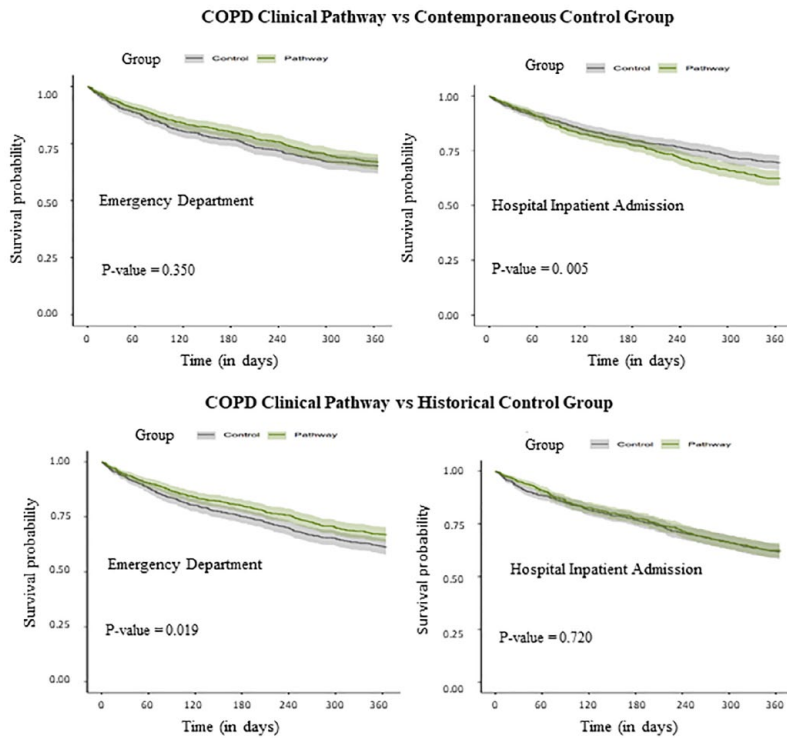 COPD Clinical Pathway vs Contemporaneous Control Group
Group Control Pathway
Survival probability
1.00
0.75
0.50
0.25
0.00
Emergency Department
P-value = 0.350
0 60 120 180 240 300 360
Time (in days)
Group Control Pathway
Survival probability
1.00
0.75
0.50
0.25
0.00
Hospital Inpatient Admission
P-value = 0. 005
0 60 120 180 240 300 360
Time (in days)
COPD Clinical Pathway vs Historical Control Group
Group Control Pathway
Survival probability
1.00
0.75
0.50
0.25
0.00
Emergency Department
P-value = 0.019
0 60 120 180 240 300 360
Time (in days)
Group Control Pathway
Survival probability
1.00
0.75
0.50
0.25
0.00
Hospital Inpatient Admission
P-value = 0.720
0 60 120 180 240 300 360
Time (in days)